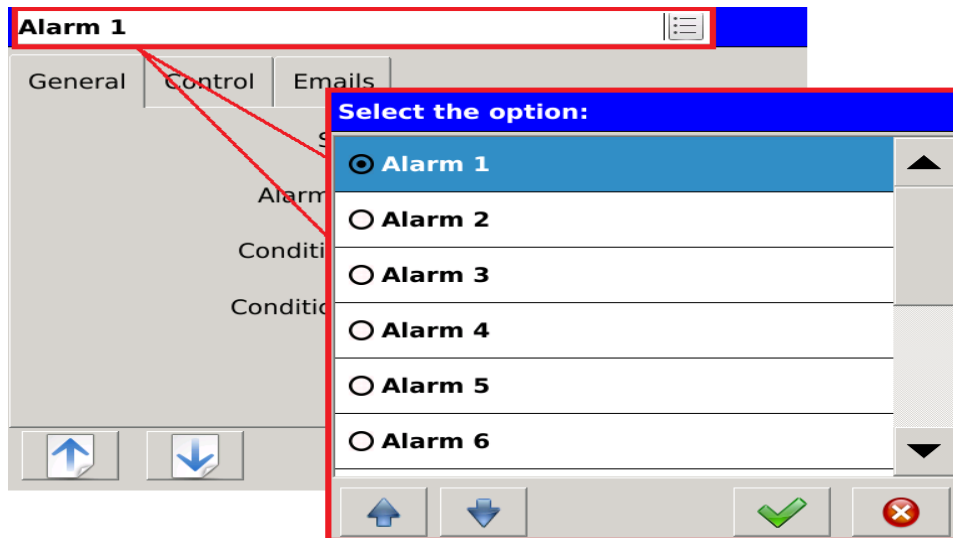 Alarm 1
General Control Emails
Alarm
Select the option:
Alarm 1
Alarm 2
Alarm 3
Alarm 4
Alarm 5
Alarm 6